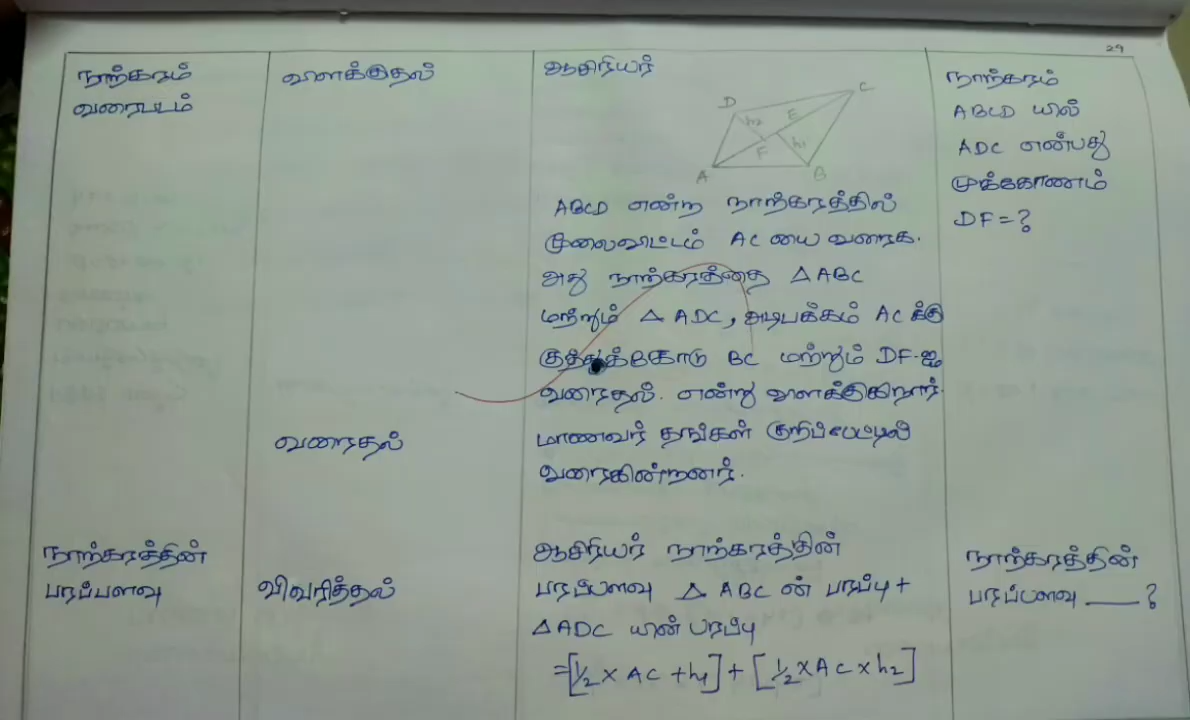 29
நாற்கரம்
வரைபடம்
விளக்குதல்
ஆசிரியர்
D
C
h2
E
F
h1
A
B
ABCD என்ற நாற்கரத்தில்
மூலைவிட்டம் AC யை வரைக.
அது நாற்கரத்தை △ABC
மற்றும் △ ADC, அடிபக்கம் AC க்கு
குத்துக்கோடு BC மற்றும் DF-ஐ
வரைதல். என்று விளக்குகிறார்.
நாற்கரம்
ABCD யில்
ADC என்பது
முக்கோணம்
DF=?
வரைதல்
மாணவர் தங்கள் குறிப்பேட்டில்
வரைகின்றனர்.
நாற்கரத்தின்
பரப்பளவு
விவரித்தல்
ஆசிரியர் நாற்கரத்தின்
பரப்பளவு △ ABC ன் பரப்பு +
△ADC யின் பரப்பு
=[½ × AC + h1] + [½ × AC × h2]
நாற்கரத்தின்
பரப்பளவு ___ ?